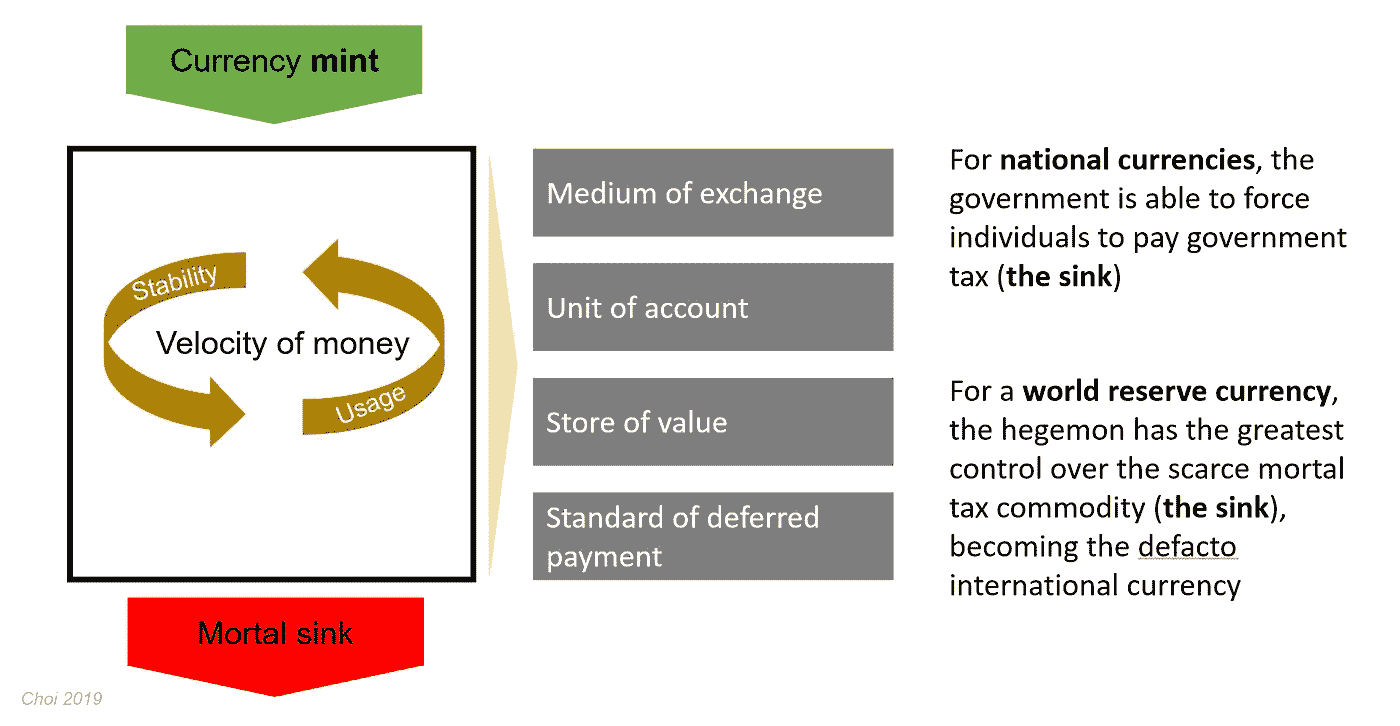 Currency mint
Stability
Velocity of money
Usage
Mortal sink
Medium of exchange
Unit of account
Store of value
Standard of deferred
payment
For national currencies, the
government is able to force
individuals to pay government
tax (the sink)
For a world reserve currency,
the hegemon has the greatest
control over the scarce mortal
tax commodity (the sink),
becoming the defacto
international currency
Choi 2019